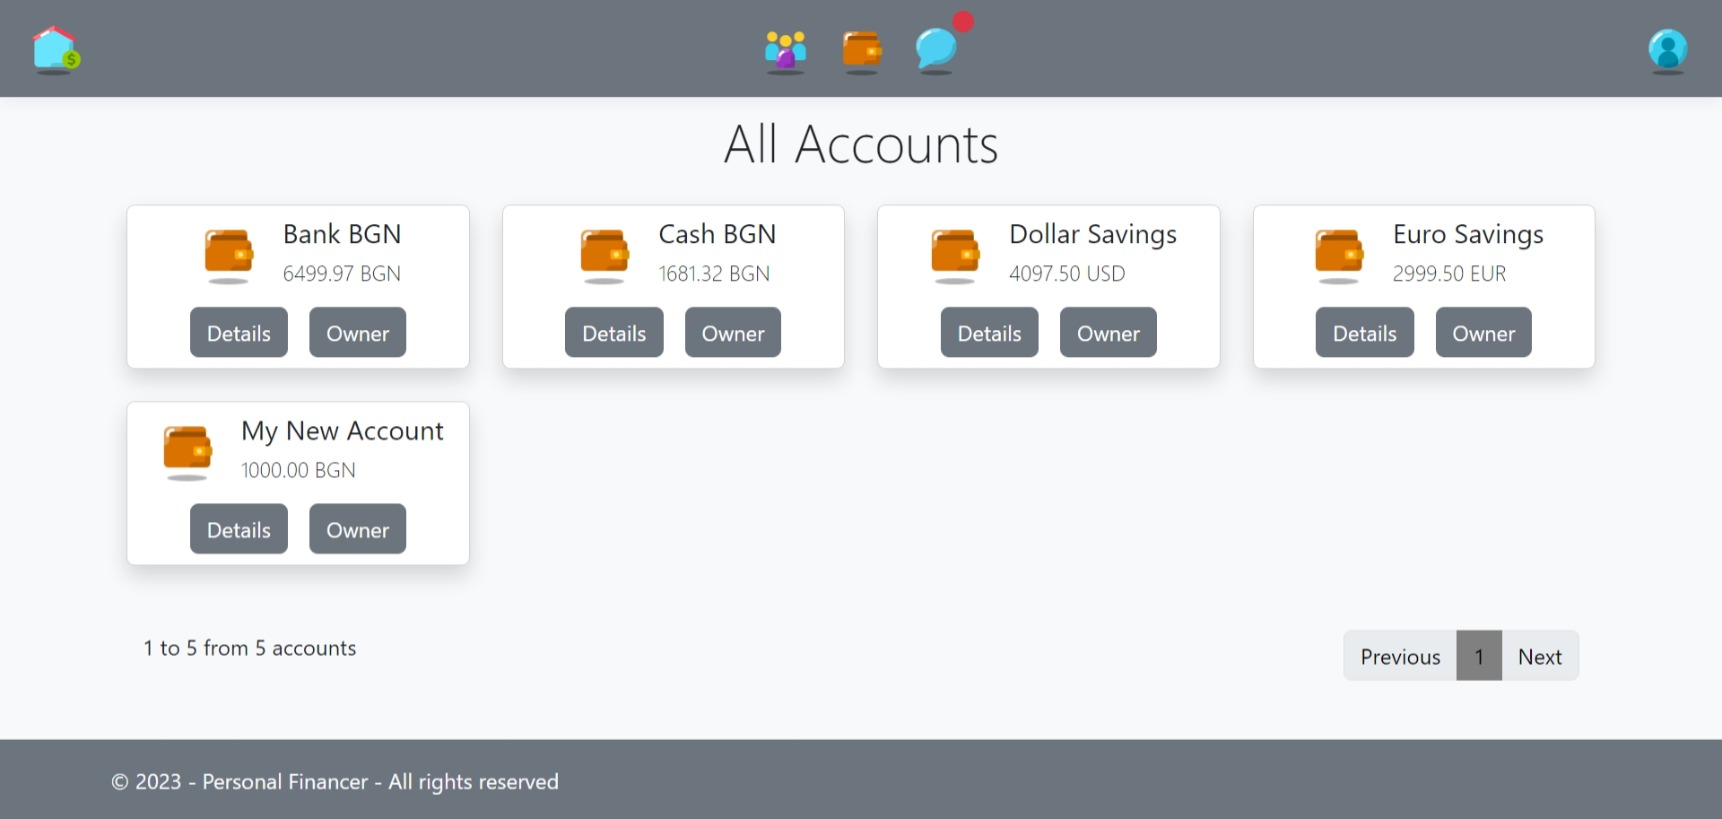 All Accounts
Bank BGN
6499.97 BGN
Details Owner
Cash BGN
1681.32 BGN
Details Owner
Dollar Savings
4097.50 USD
Details Owner
Euro Savings
2999.50 EUR
Details Owner
My New Account
1000.00 BGN
Details Owner
1 to 5 from 5 accounts
Previous 1 Next
© 2023 - Personal Financer - All rights reserved